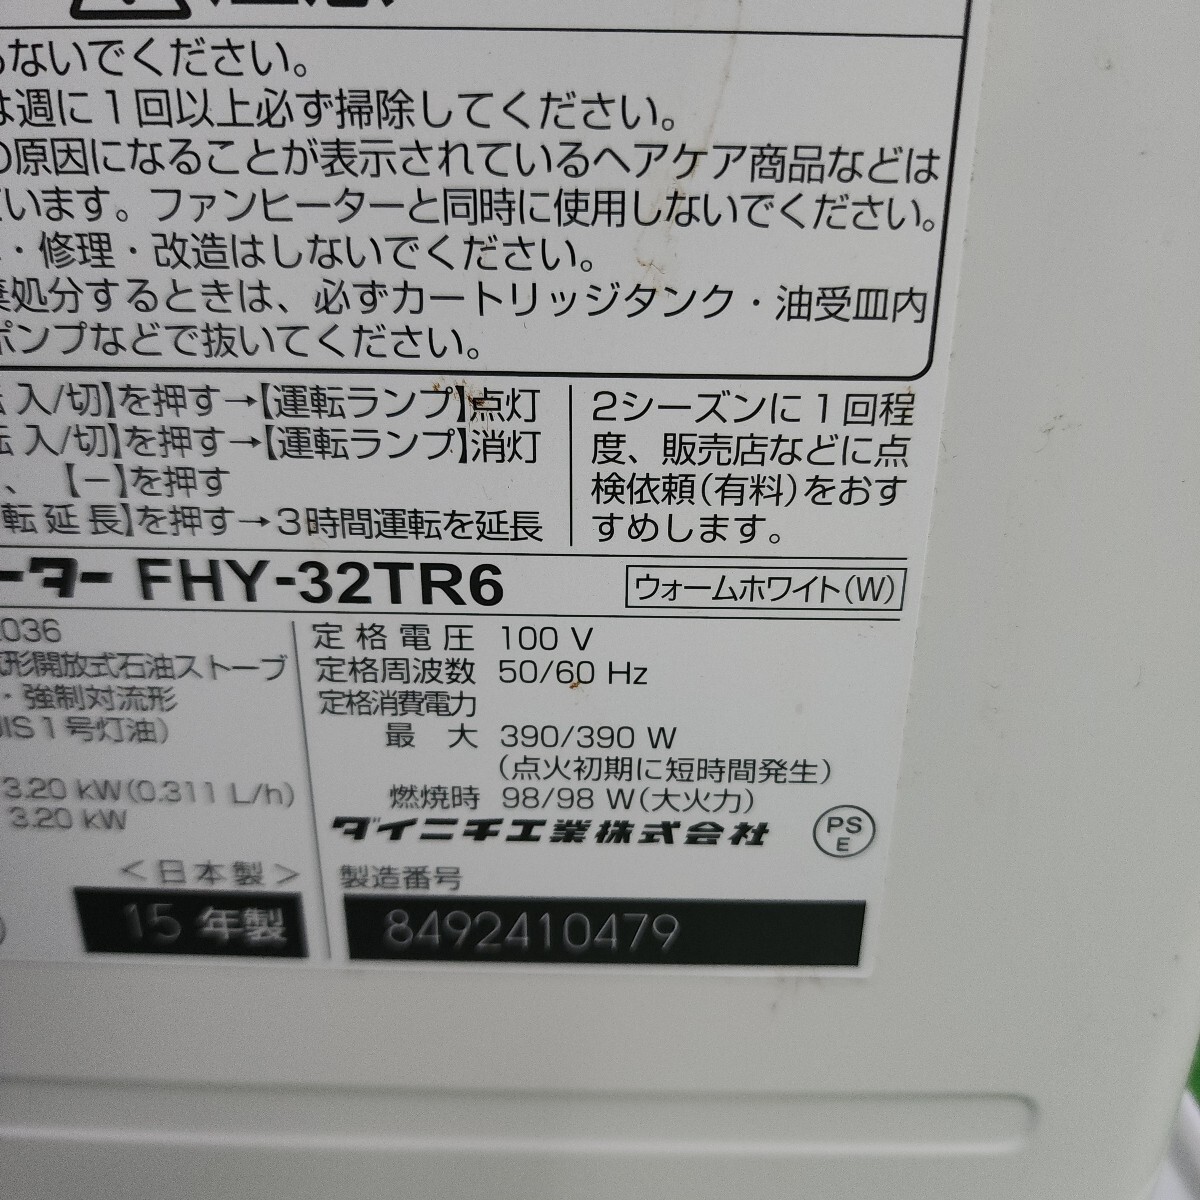 らないでください。
は週に1回以上必ず掃除してください。
の原因になることが表示されているヘアケア商品などは
います。ファンヒーターと同時に使用しないでください。
・修理・改造はしないでください。
処分するときは、必ずカートリッジタンク・油受皿内
ポンプなどで抜いてください。
入/切】を押す→【運転ランプ】点灯
入/切】を押す→【運転ランプ】消灯
、【－】を押す
転延長】を押す→3時間運転を延長
2シーズンに1回程
度、販売店などに点
検依頼(有料)をおす
すめします。
ーター FHY-32TR6
ウォームホワイト(W)
036
形開放式石油ストーブ
・強制対流形
JIS1号灯油)
3.20 kW(0.311 L/h)
3.20 kW
<日本製>
15年製
定格電圧 100 V
定格周波数 50/60 Hz
定格消費電力
最大 390/390 W
(点火初期に短時間発生)
燃焼時 98/98 W(大火力)
ダイニチ工業株式会社
PS
E
製造番号
8492410479